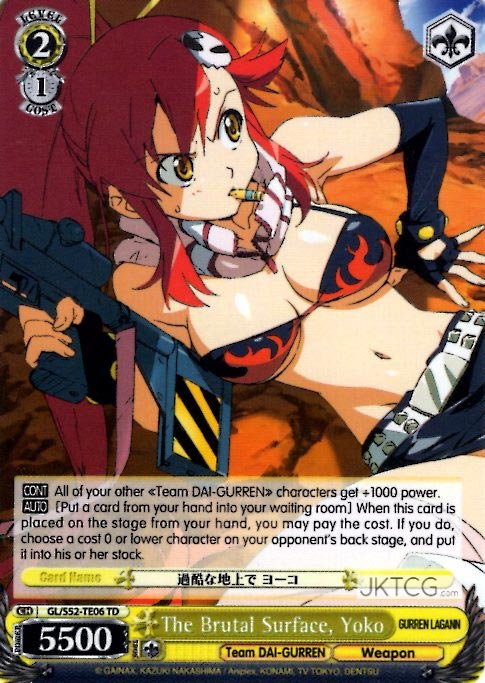 LEVEL
2
1
COST
CONT All of your other «Team DAI-GURREN» characters get +1000 power.
AUTO [Put a card from your hand into your waiting room] When this card is
placed on the stage from your hand, you may pay the cost. If you do,
choose a cost 0 or lower character on your opponent's back stage, and put
it into his or her stock.
Card Name 過酷な地上で ヨーコ
JKTCG.com
CH GL/S52-TE06 TD
POWER 5500 SOUL The Brutal Surface, Yoko GURREN LAGANN
Team DAI-GURREN Weapon
© GAINAX, KAZUKI NAKASHIMA / Aniplex, KONAMI, TV TOKYO, DENTSU